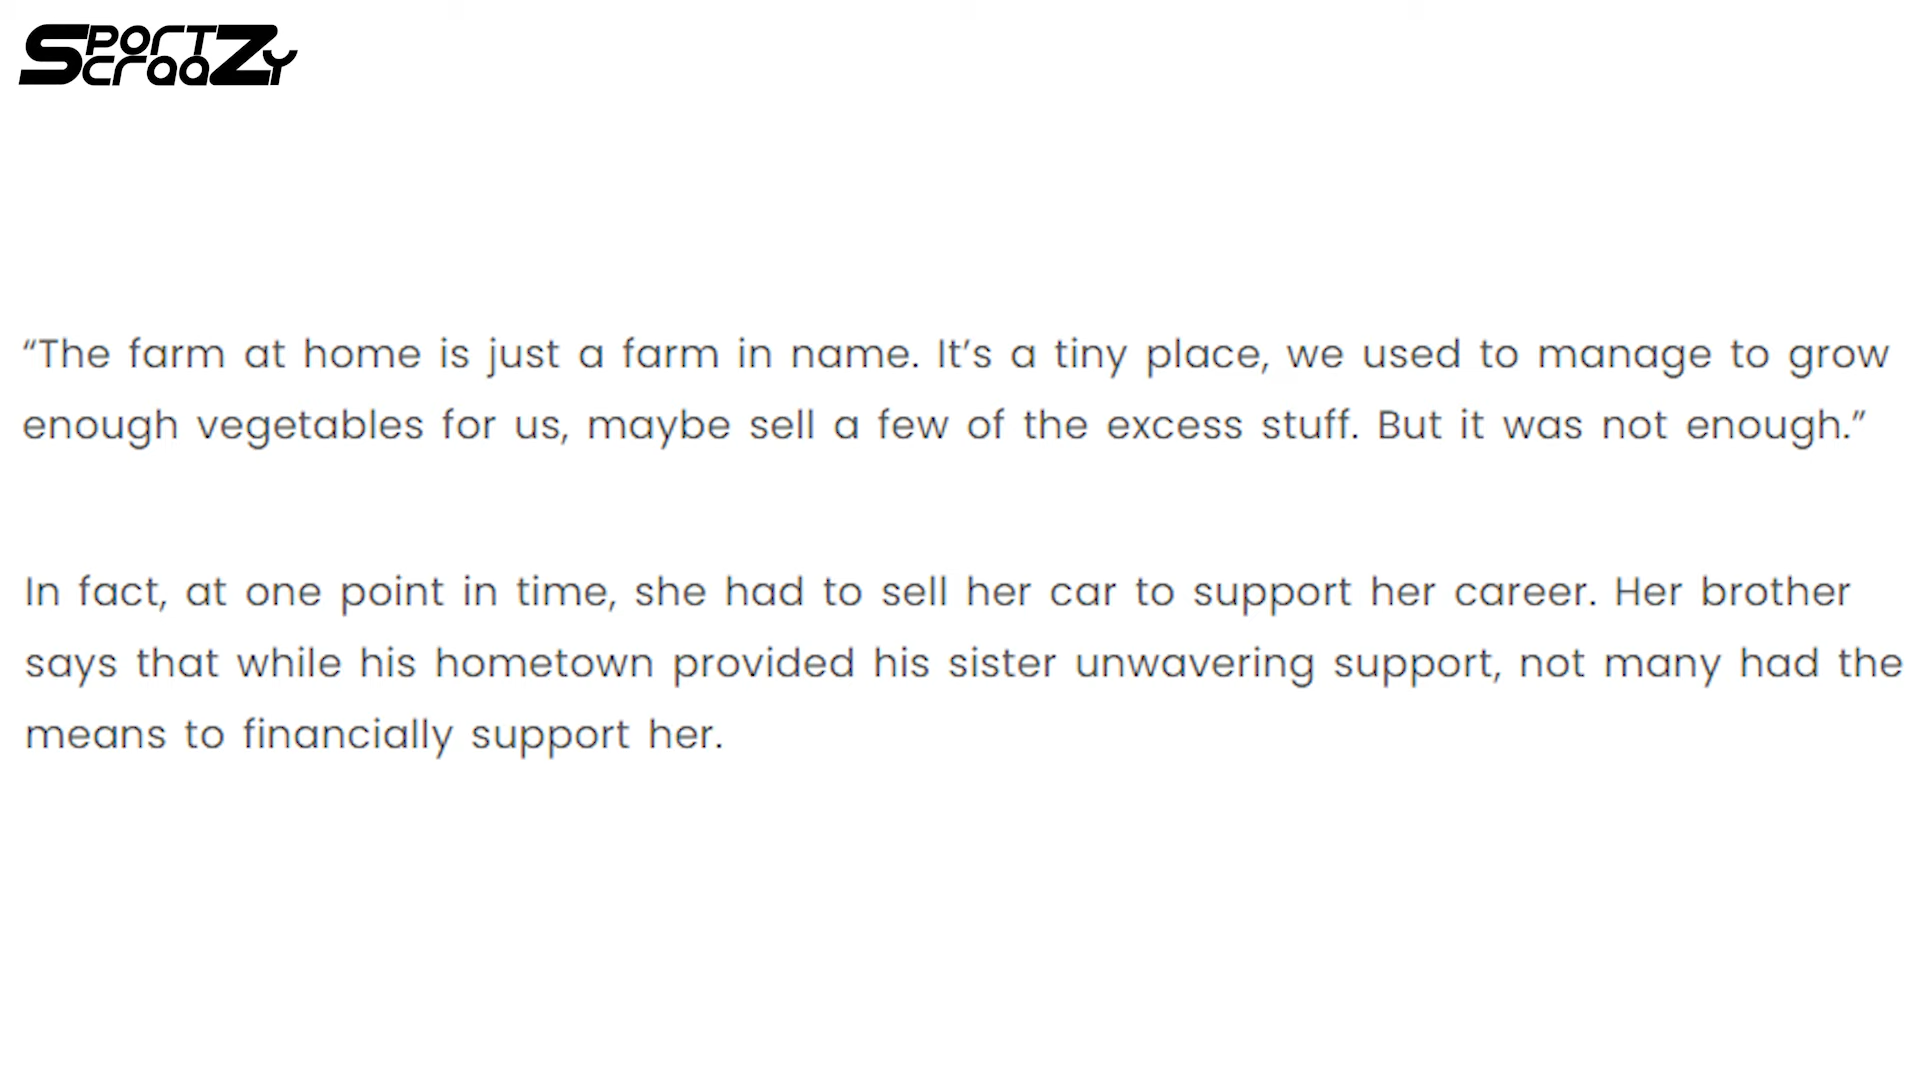 SPORTZ
CraaZy
“The farm at home is just a farm in name. It’s a tiny place, we used to manage to grow
enough vegetables for us, maybe sell a few of the excess stuff. But it was not enough.”
In fact, at one point in time, she had to sell her car to support her career. Her brother
says that while his hometown provided his sister unwavering support, not many had the
means to financially support her.